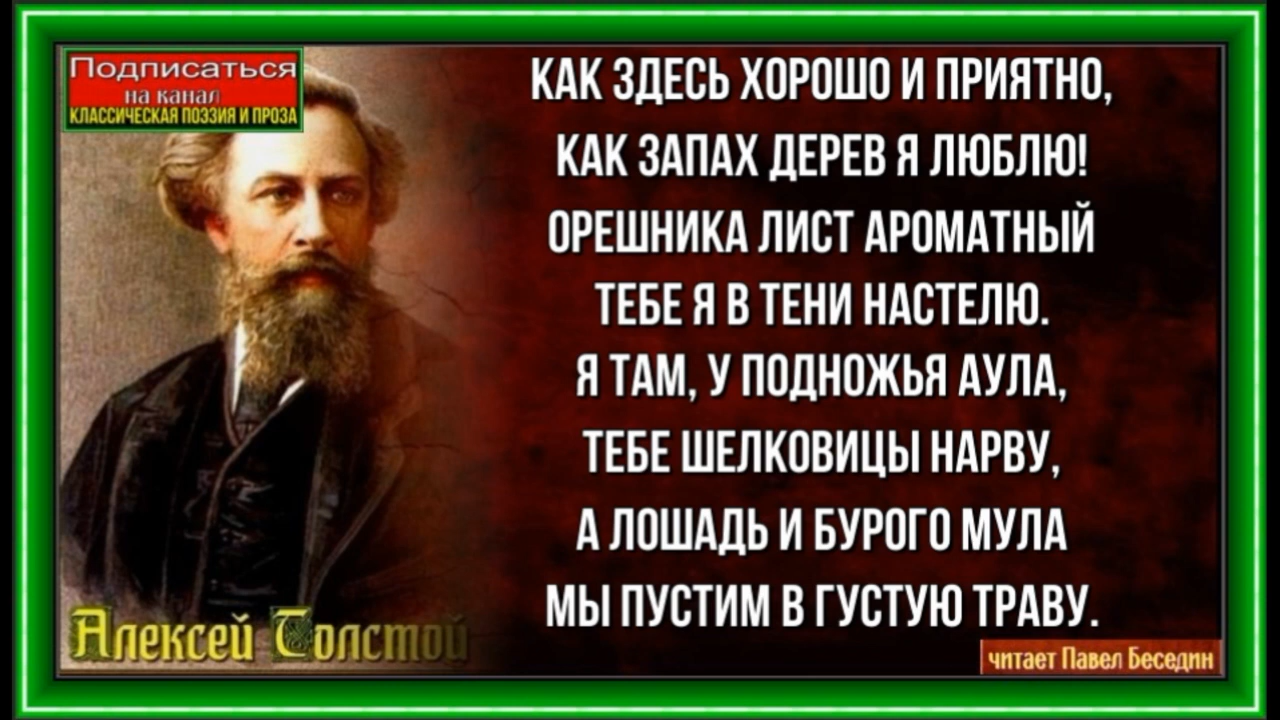 Подписаться
на канал
КЛАССИЧЕСКАЯ ПОЭЗИЯ И ПРОЗА
КАК ЗДЕСЬ ХОРОШО И ПРИЯТНО,
КАК ЗАПАХ ДЕРЕВ Я ЛЮБЛЮ!
ОРЕШНИКА ЛИСТ АРОМАТНЫЙ
ТЕБЕ Я В ТЕНИ НАСТЕЛЮ.
Я ТАМ, У ПОДНОЖЬЯ АУЛА,
ТЕБЕ ШЕЛКОВИЦЫ НАРВУ,
А ЛОШАДЬ И БУРОГО МУЛА
МЫ ПУСТИМ В ГУСТУЮ ТРАВУ.
Алексей Толстой
читает Павел Беседин